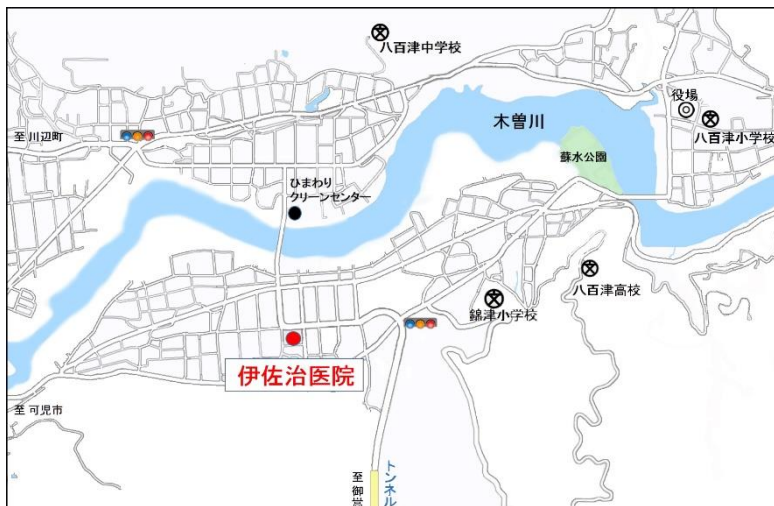 八百津中学校
役場
木曽川
八百津小学校
至 川辺町
蘇水公園
ひまわり
クリーンセンター
八百津高校
錦津小学校
伊佐治医院
至 可児市
トンネル
至 御嵩